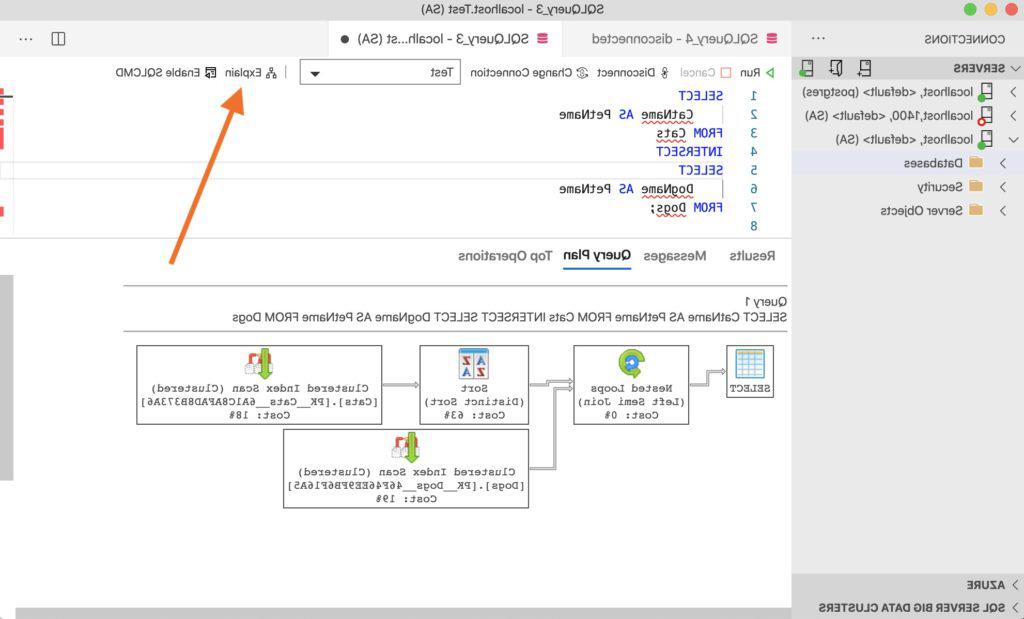 SQLQuery_3 - localhost.Test (SA)
CONNECTIONS
SERVERS
localhost, <default> (postgres)
localhost,1400, <default> (SA)
localhost, <default> (SA)
Databases
Security
Server Objects
AZURE
SQL SERVER BIG DATA CLUSTERS
SQLQuery_4 - disconnected
SQLQuery_3 - localh...st (SA)
Run Cancel Disconnect Change Connection Test Explain Enable SQLCMD
1 SELECT
2 CatName AS PetName
3 FROM Cats
4 INTERSECT
5 SELECT
6 DogName AS PetName
7 FROM Dogs;
8
Results Messages Query Plan Top Operations
Query 1
SELECT CatName AS PetName FROM Cats INTERSECT SELECT DogName AS PetName FROM Dogs
SELECT
Nested Loops
(Left Semi Join)
Cost: 0%
Sort
(Distinct Sort)
Cost: 63%
Clustered Index Scan (Clustered)
[Cats].[PK__Cats__6A1C8AFAD8B373A6]
Cost: 18%
Clustered Index Scan (Clustered)
[Dogs].[PK__Dogs__46F46EE9FB6F16A5]
Cost: 19%